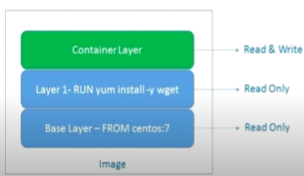 Container Layer
Read & Write
Layer 1- RUN yum install -y wget
Read Only
Base Layer – FROM centos:7
Read Only
Image